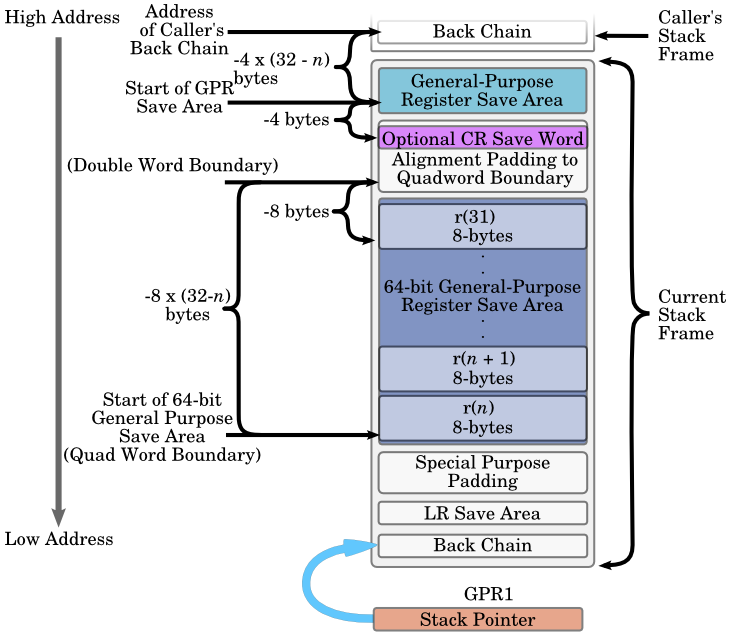 High Address
Address
of Caller's
Back Chain
Back Chain
Caller's
Stack
Frame
-4 x (32 - n)
bytes
Start of GPR
Save Area
General-Purpose
Register Save Area
-4 bytes
Optional CR Save Word
Alignment Padding to
Quadword Boundary
(Double Word Boundary)
-8 bytes
r(31)
8-bytes
.
.
64-bit General-Purpose
Register Save Area
.
.
-8 x (32-n)
bytes
Current
Stack
Frame
r(n + 1)
8-bytes
r(n)
8-bytes
Start of 64-bit
General Purpose
Save Area
(Quad Word Boundary)
Special Purpose
Padding
LR Save Area
Low Address
Back Chain
GPR1
Stack Pointer